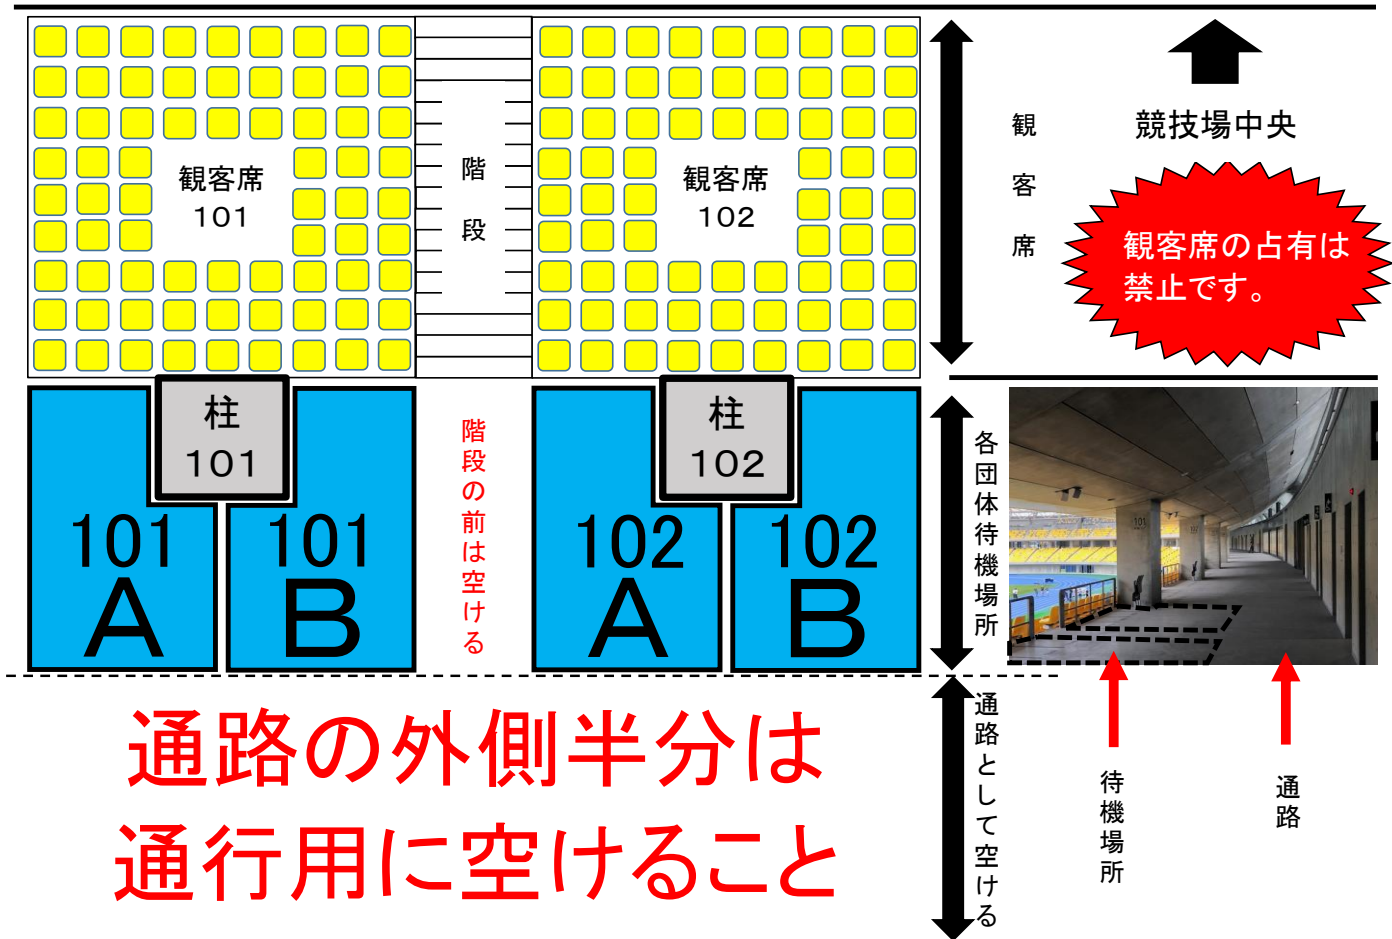 観客席
101
階段
観客席
102
観客席
競技場中央
観客席の占有は
禁止です。
柱
101
柱
102
101
A
101
B
階段の前は空ける
102
A
102
B
各団体待機場所
101
通路の外側半分は
通行用に空けること
通路として空ける
待機場所
通路